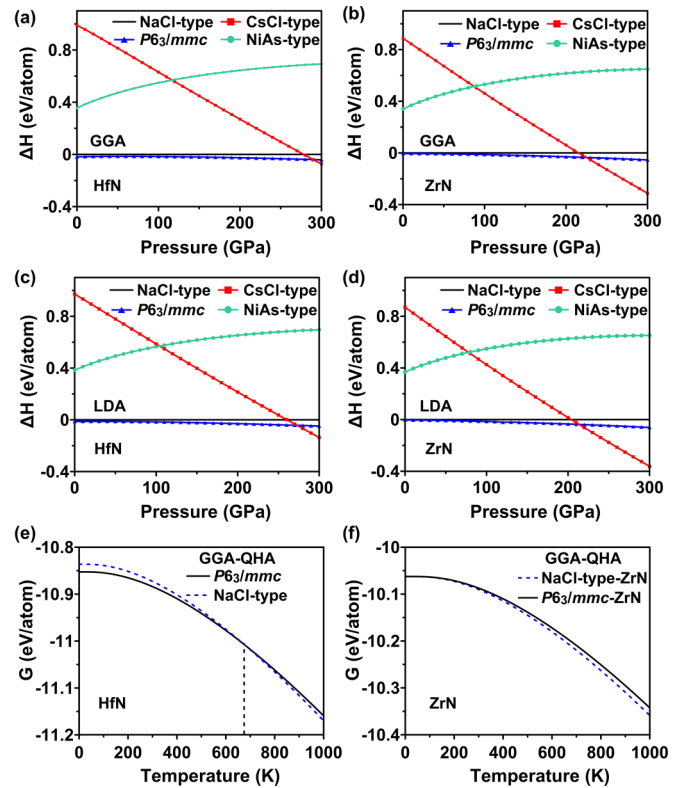 (a)
NaCl-type
CsCl-type
P6₃/mmc
NiAs-type
ΔH (eV/atom)
0.8
0.4
0
-0.4
GGA
HfN
0
100
200
300
Pressure (GPa)
(b)
NaCl-type
CsCl-type
P6₃/mmc
NiAs-type
ΔH (eV/atom)
0.8
0.4
0
-0.4
GGA
ZrN
0
100
200
300
Pressure (GPa)
(c)
NaCl-type
CsCl-type
P6₃/mmc
NiAs-type
ΔH (eV/atom)
0.8
0.4
0
-0.4
LDA
HfN
0
100
200
300
Pressure (GPa)
(d)
NaCl-type
CsCl-type
P6₃/mmc
NiAs-type
ΔH (eV/atom)
0.8
0.4
0
-0.4
LDA
ZrN
0
100
200
300
Pressure (GPa)
(e)
GGA-QHA
P6₃/mmc
NaCl-type
G (eV/atom)
-10.8
-10.9
-11
-11.1
-11.2
HfN
0
200
400
600
800
1000
Temperature (K)
(f)
GGA-QHA
NaCl-type-ZrN
P6₃/mmc-ZrN
G (eV/atom)
-10
-10.1
-10.2
-10.3
-10.4
ZrN
0
200
400
600
800
1000
Temperature (K)